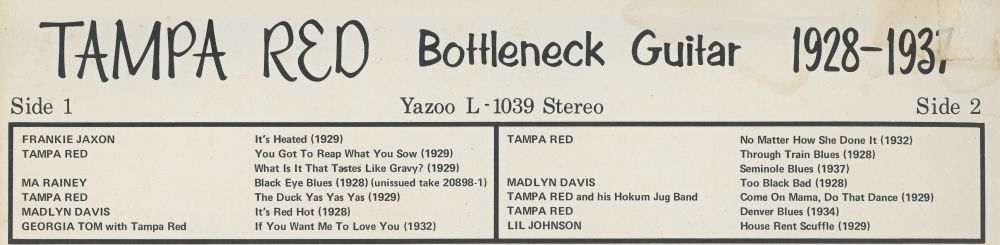 TAMPA RED Bottleneck Guitar 1928-1937
Side 1 Yazoo L-1039 Stereo Side 2
FRANKIE JAXON It's Heated (1929)
TAMPA RED You Got To Reap What You Sow (1929)
What Is It That Tastes Like Gravy? (1929)
MA RAINEY Black Eye Blues (1928) (unissued take 20898-1)
TAMPA RED The Duck Yas Yas Yas (1929)
MADLYN DAVIS It's Red Hot (1928)
GEORGIA TOM with Tampa Red If You Want Me To Love You (1932)
TAMPA RED No Matter How She Done It (1932)
Through Train Blues (1928)
Seminole Blues (1937)
MADLYN DAVIS Too Black Bad (1928)
TAMPA RED and his Hokum Jug Band Come On Mama, Do That Dance (1929)
TAMPA RED Denver Blues (1934)
LIL JOHNSON House Rent Scuffle (1929)